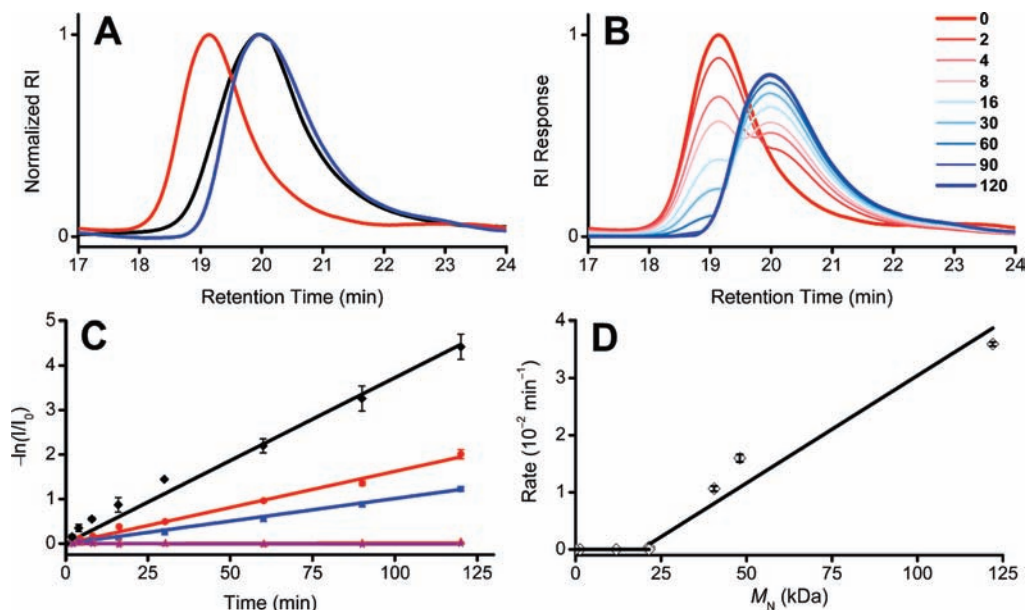 A
Normalized RI
1
0
17 18 19 20 21 22 23 24
Retention Time (min)
B
RI Response
1
0
17 18 19 20 21 22 23 24
Retention Time (min)
0
2
4
8
16
30
60
90
120
C
−ln(I/I0)
5
4
3
2
1
0
0 25 50 75 100 125
Time (min)
D
Rate (10−2 min−1)
4
3
2
1
0
0 25 50 75 100 125
MN (kDa)